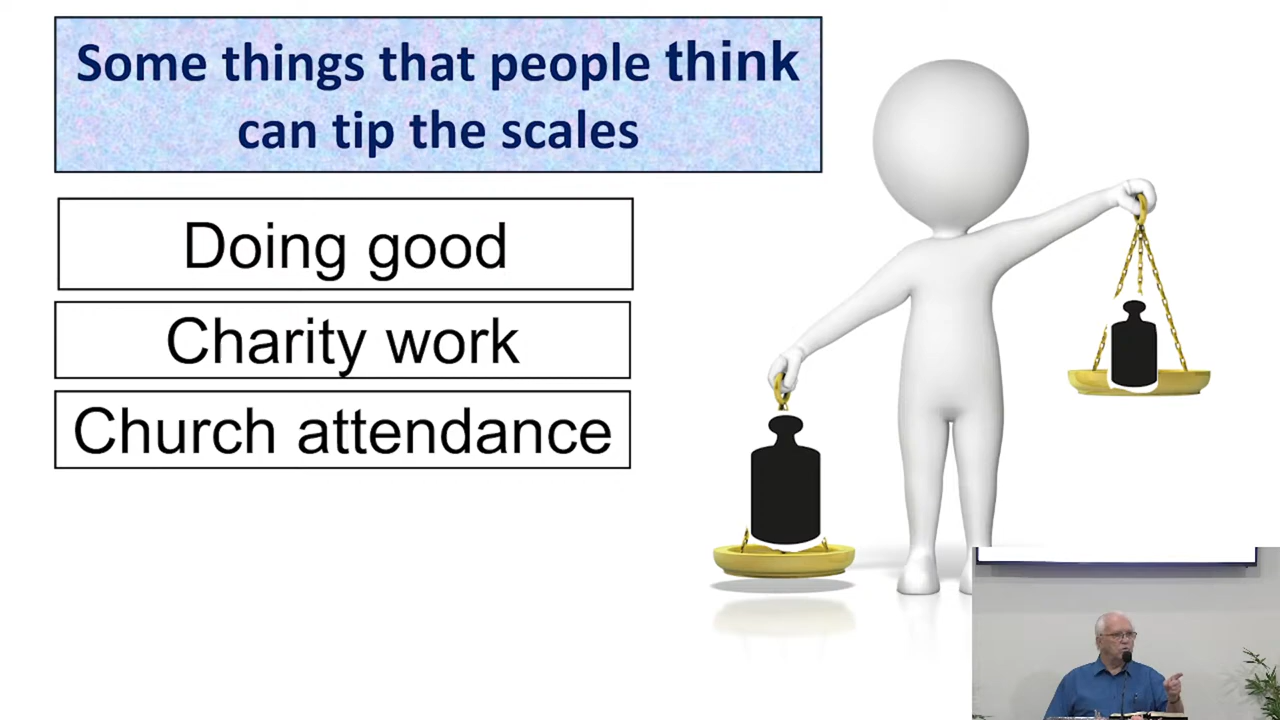 Some things that people think
can tip the scales
Doing good
Charity work
Church attendance